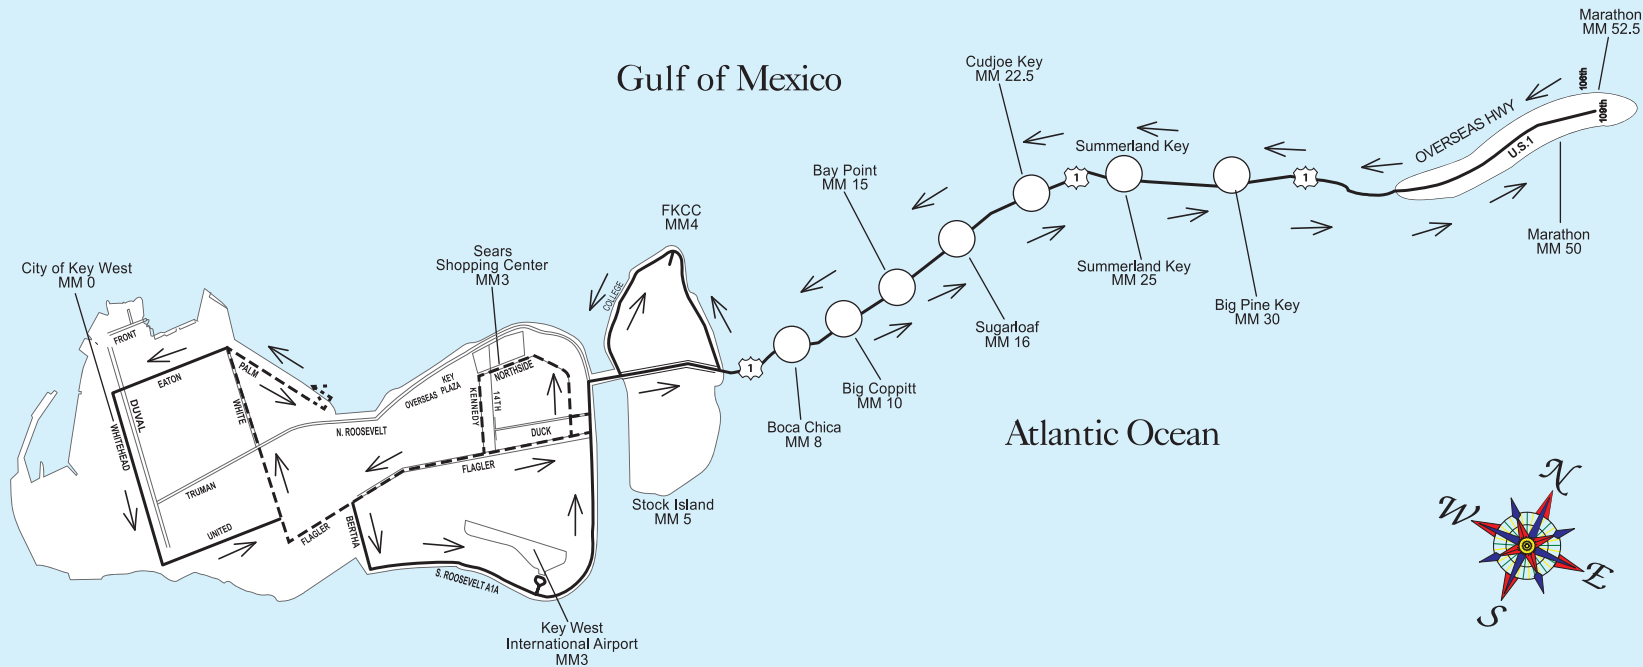 Marathon
MM 52.5
Gulf of Mexico
Cudjoe Key
MM 22.5
106th
109th
OVERSEAS HWY
U.S.1
Summerland Key
1
1
Bay Point
MM 15
FKCC
MM4
Marathon
MM 50
Sears
Shopping Center
MM3
City of Key West
MM 0
Summerland Key
MM 25
COLLEGE
Big Pine Key
MM 30
Sugarloaf
MM 16
FRONT
EATON
PALM
NORTHSIDE
1
KEY
PLAZA
OVERSEAS
KENNEDY
14TH
Big Coppitt
MM 10
DUVAL
WHITE
WHITEHEAD
N. ROOSEVELT
DUCK
Boca Chica
MM 8
Atlantic Ocean
FLAGLER
TRUMAN
Stock Island
MM 5
UNITED
FLAGLER
BERTHA
S. ROOSEVELT A1A
Key West
International Airport
MM3
N
W
E
S